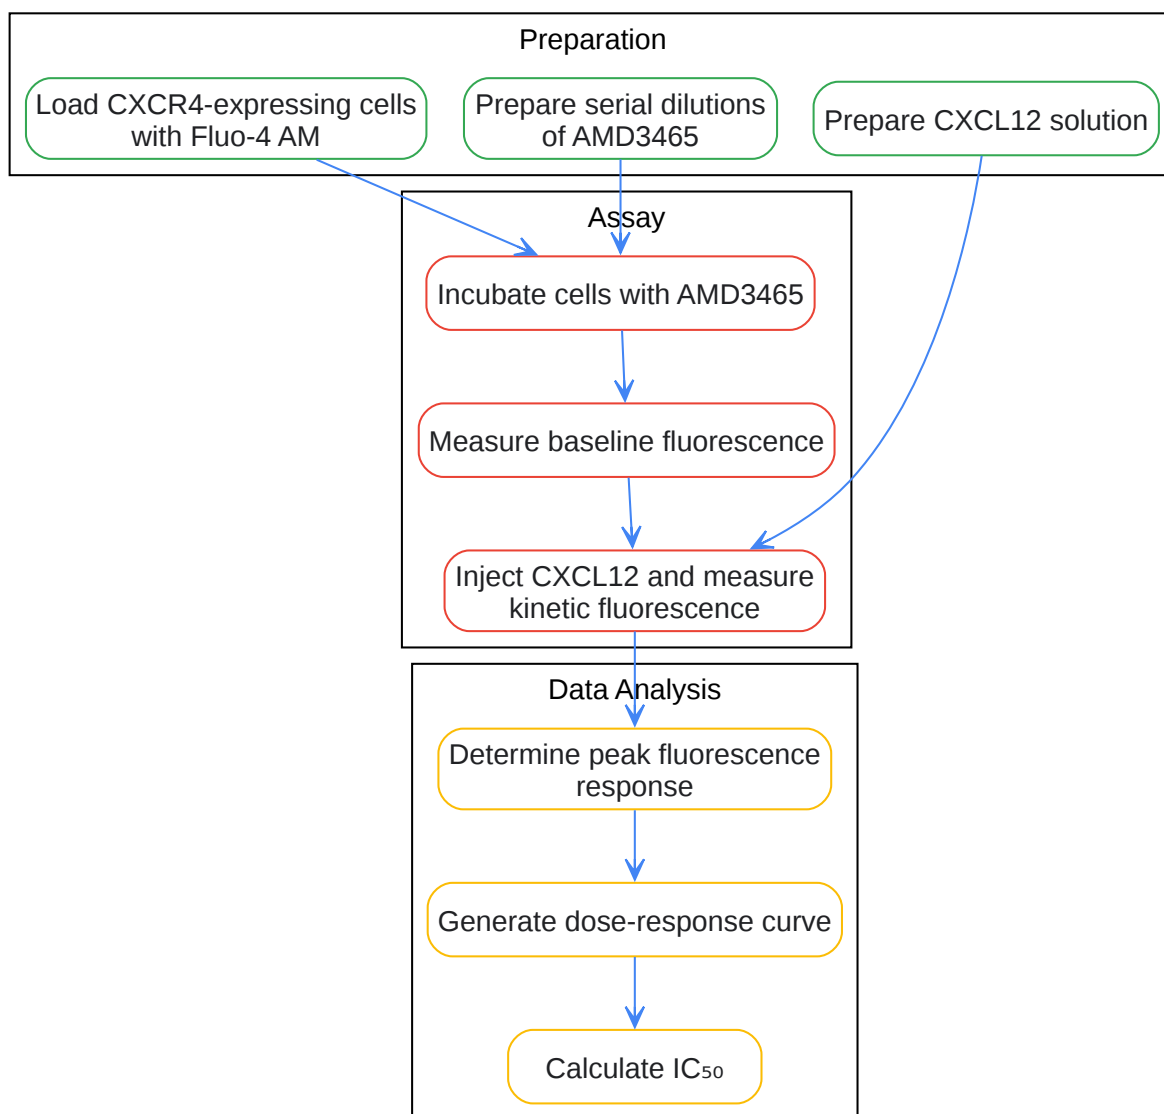 Preparation
Load CXCR4-expressing cells
with Fluo-4 AM
Prepare serial dilutions
of AMD3465
Prepare CXCL12 solution
Assay
Incubate cells with AMD3465
Measure baseline fluorescence
Inject CXCL12 and measure
kinetic fluorescence
Data Analysis
Determine peak fluorescence
response
Generate dose-response curve
Calculate IC₅₀